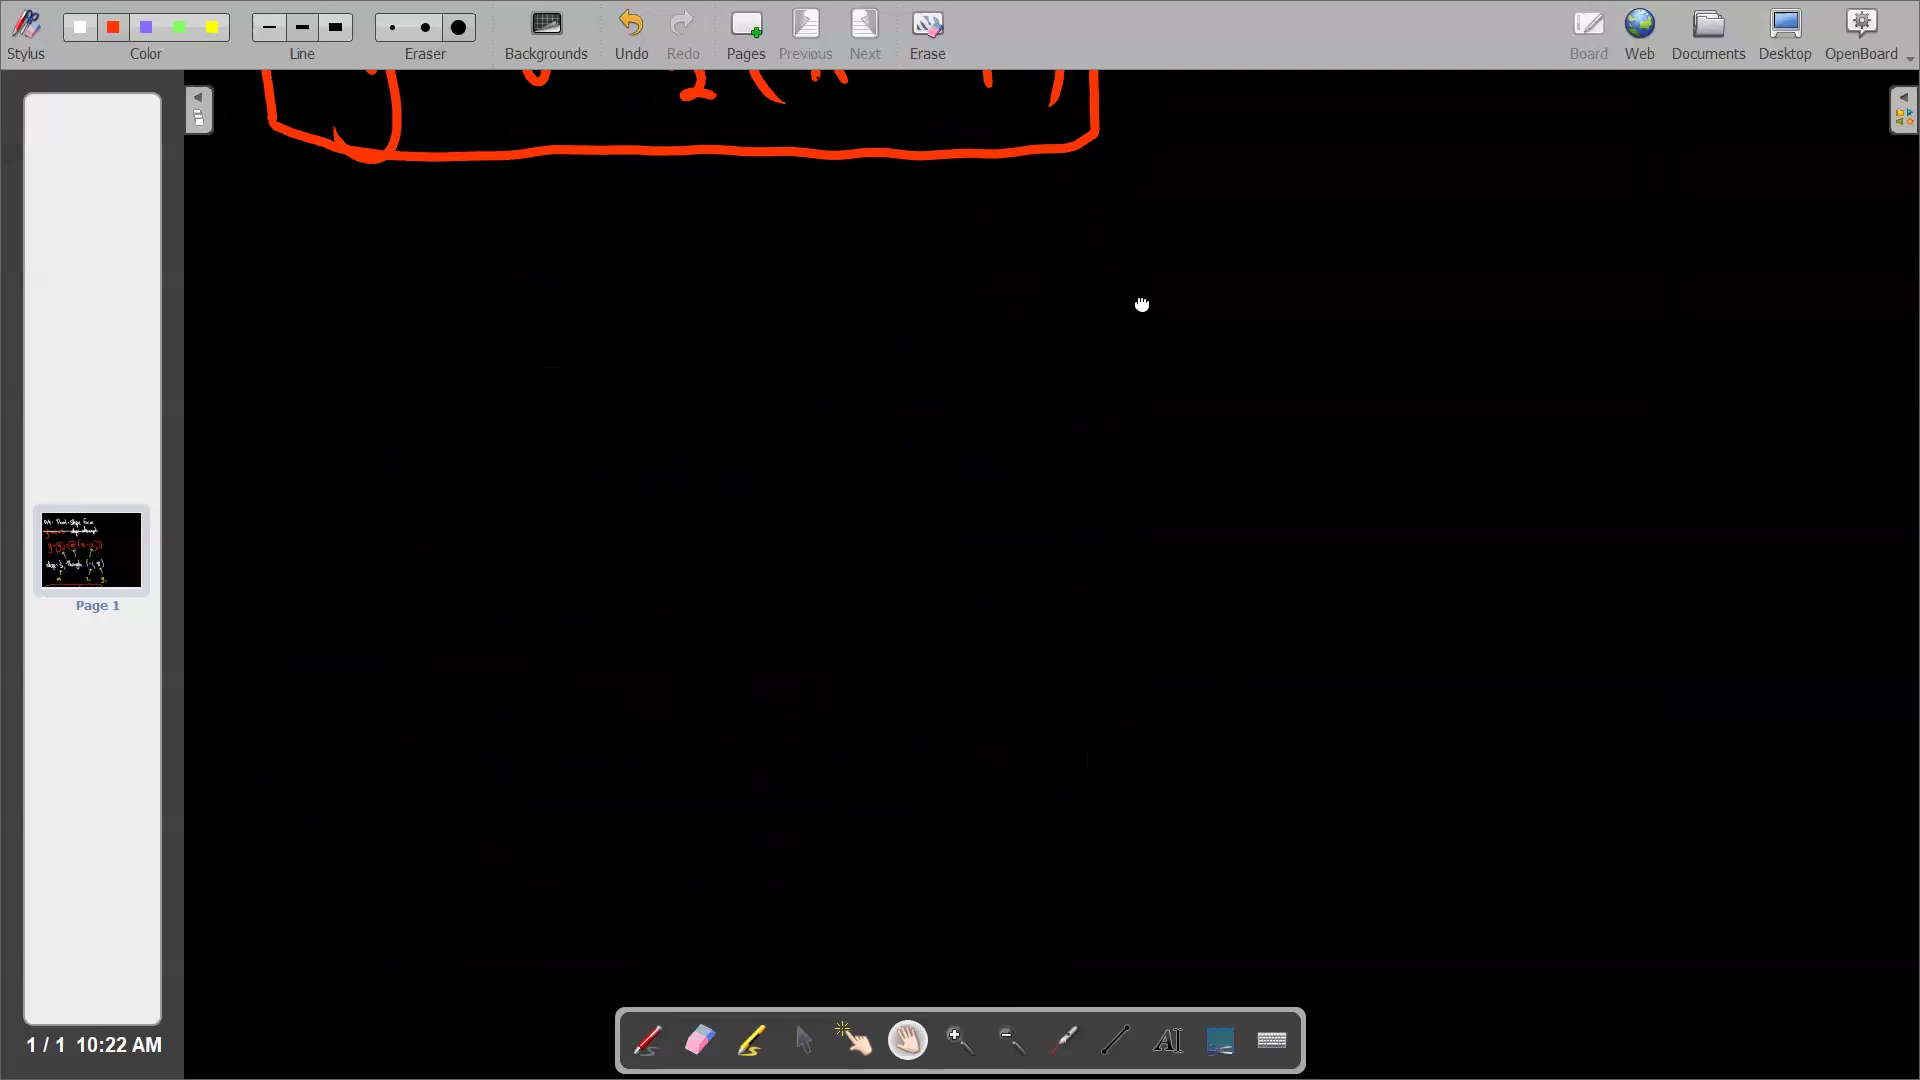 Stylus
Color
Line
Eraser
Backgrounds
Undo
Redo
Pages
Previous
Next
Erase
Board
Web
Documents
Desktop
OpenBoard
Page 1
1 / 1 10:22 AM